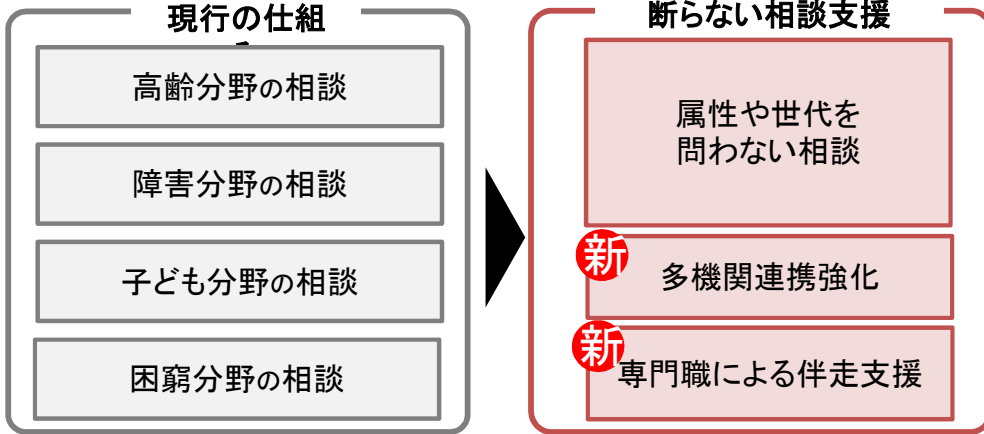 現行の仕組
高齢分野の相談
障害分野の相談
子ども分野の相談
困窮分野の相談
断らない相談支援
属性や世代を
問わない相談
新
多機関連携強化
新
専門職による伴走支援